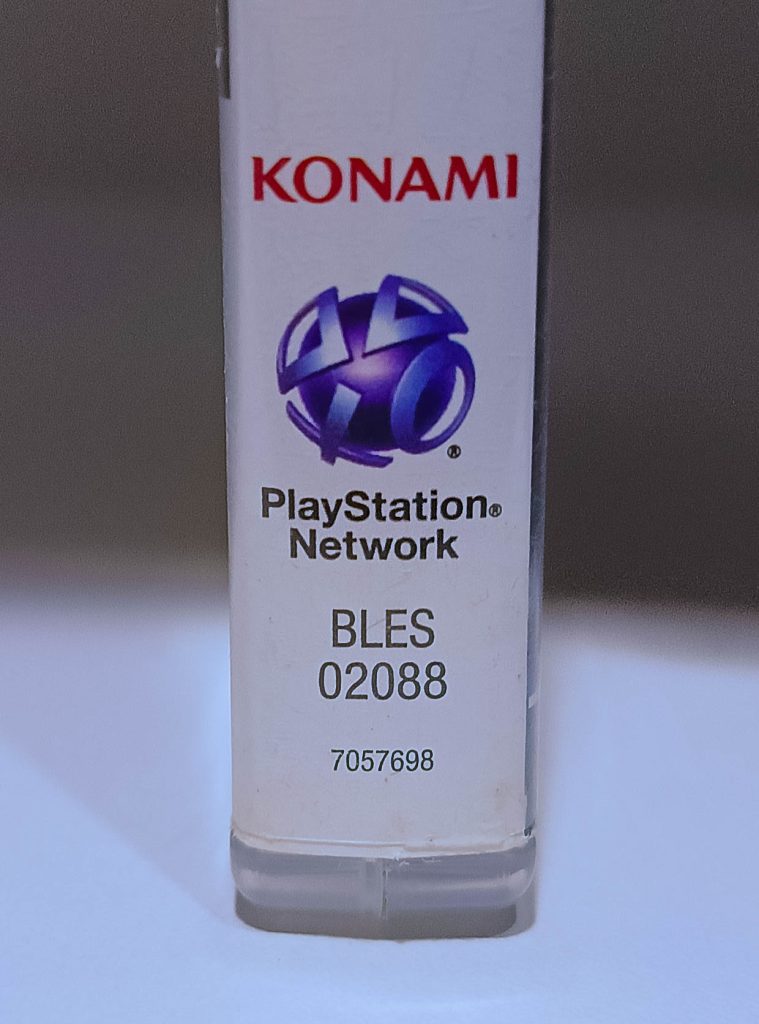 KONAMI
®
PlayStation®
Network
BLES
02088
7057698